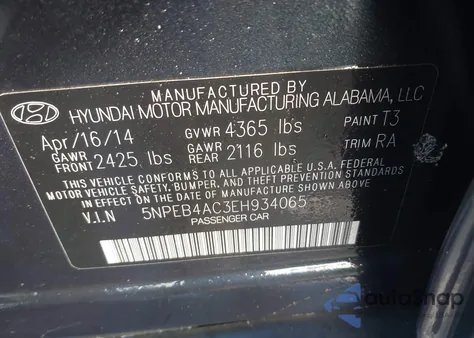 MANUFACTURED BY
HYUNDAI MOTOR MANUFACTURING ALABAMA, LLC
Apr/16/14 GVWR 4365 lbs PAINT T3
GAWR FRONT 2425 lbs GAWR REAR 2116 lbs TRIM RA
THIS VEHICLE CONFORMS TO ALL APPLICABLE U.S.A. FEDERAL
MOTOR VEHICLE SAFETY, BUMPER, AND THEFT PREVENTION STANDARDS
IN EFFECT ON THE DATE OF MANUFACTURE SHOWN ABOVE.
V.I.N 5NPEB4AC3EH934065
PASSENGER CAR
autosnap